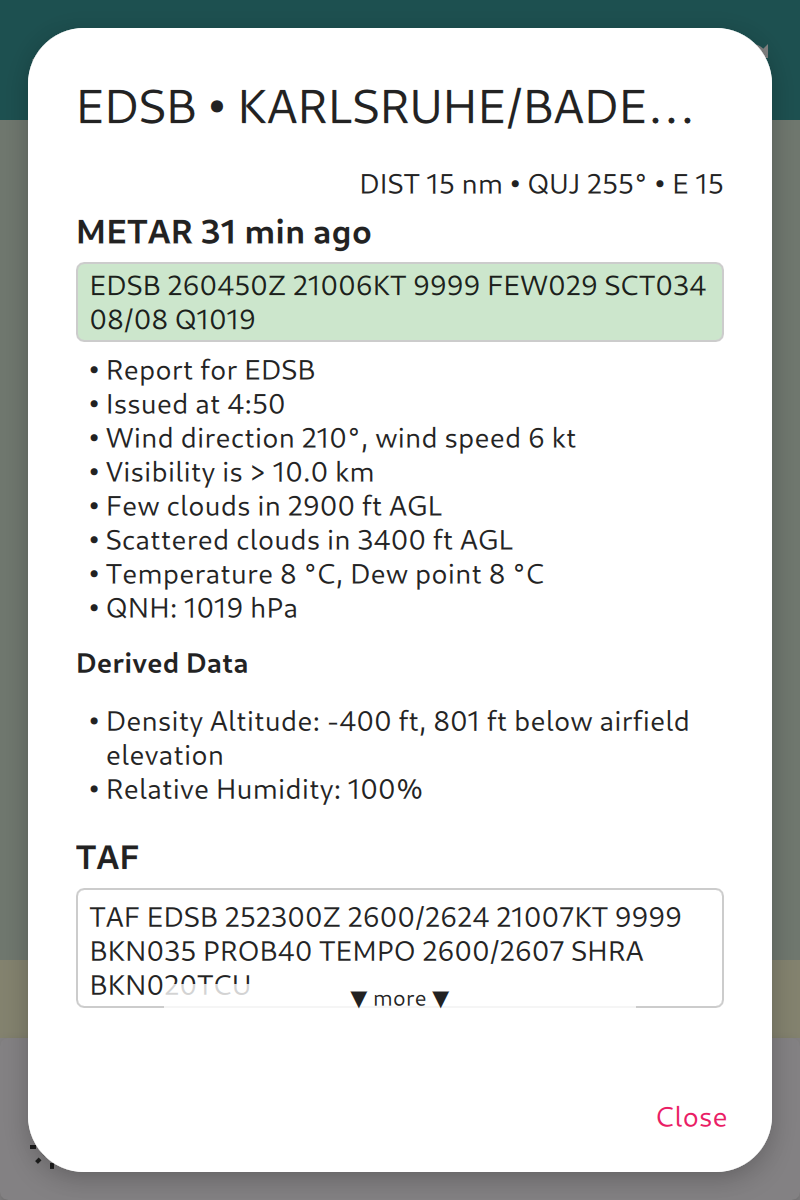 EDSB • KARLSRUHE/BADE...
DIST 15 nm • QUJ 255° • E 15
METAR 31 min ago
EDSB 260450Z 21006KT 9999 FEW029 SCT034
08/08 Q1019
• Report for EDSB
• Issued at 4:50
• Wind direction 210°, wind speed 6 kt
• Visibility is > 10.0 km
• Few clouds in 2900 ft AGL
• Scattered clouds in 3400 ft AGL
• Temperature 8 °C, Dew point 8 °C
• QNH: 1019 hPa
Derived Data
• Density Altitude: -400 ft, 801 ft below airfield
elevation
• Relative Humidity: 100%
TAF
TAF EDSB 252300Z 2600/2624 21007KT 9999
BKN035 PROB40 TEMPO 2600/2607 SHRA
BKN020TCU
▼ more ▼
Close